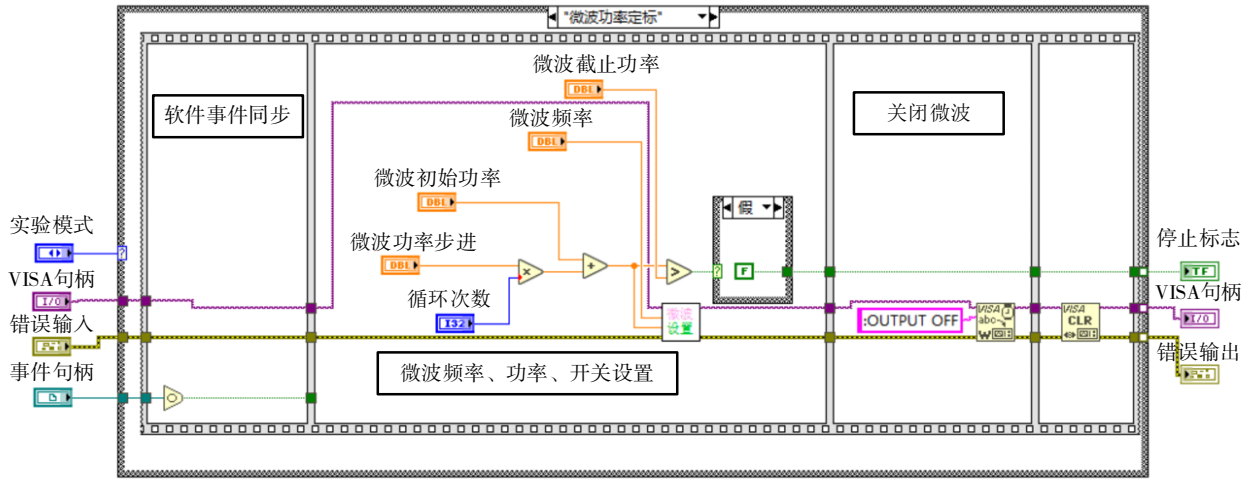 "微波功率定标"
微波截止功率
DBL
软件事件同步
关闭微波
微波频率
DBL
微波初始功率
DBL
假
实验模式
微波功率步进
DBL
×
+
>
?
F
停止标志
TF
?
VISA句柄
I/O
循环次数
I32
微波
设置
:OUTPUT OFF
VISA
abc
W
VISA
CLR
VISA句柄
I/O
错误输入
错误输出
微波频率、功率、开关设置
事件句柄